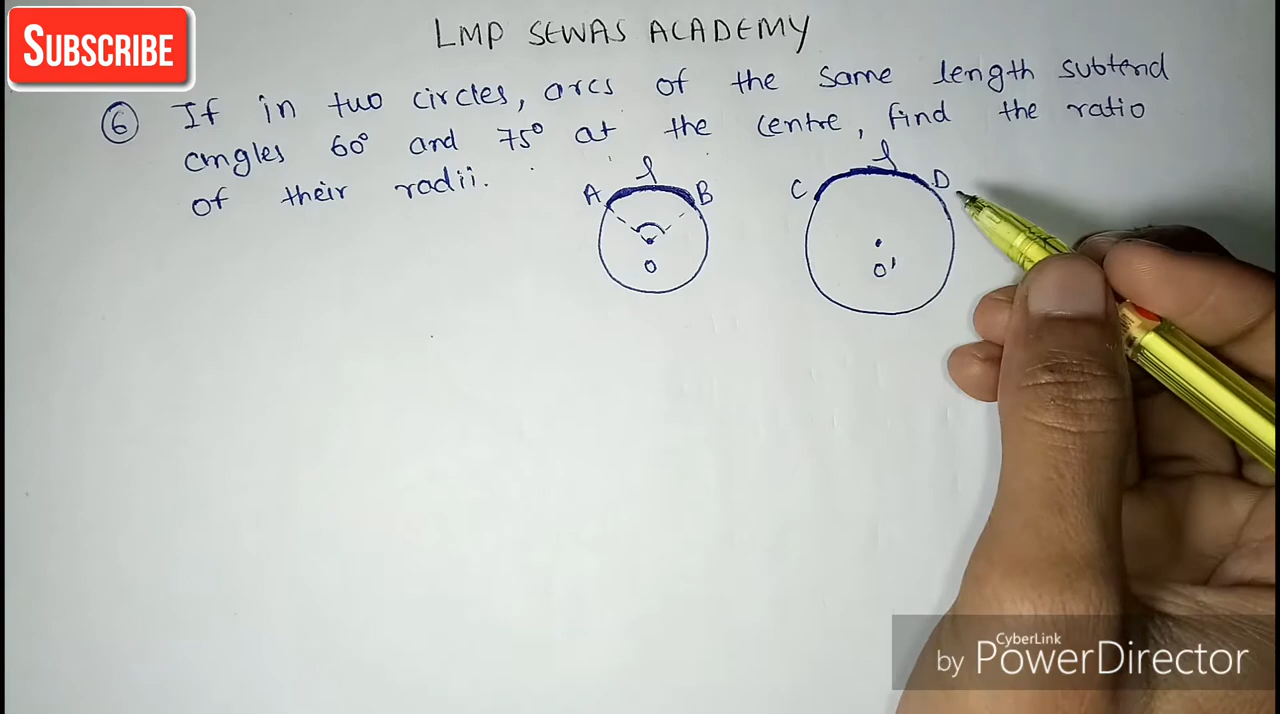 SUBSCRIBE
LMP SEWAS ACADEMY
⑥ If in two circles, arcs of the same length subtend
angles 60° and 75° at the centre, find the ratio
of their radii.
l
l
A
B
C
D
O
O'
CyberLink
by PowerDirector